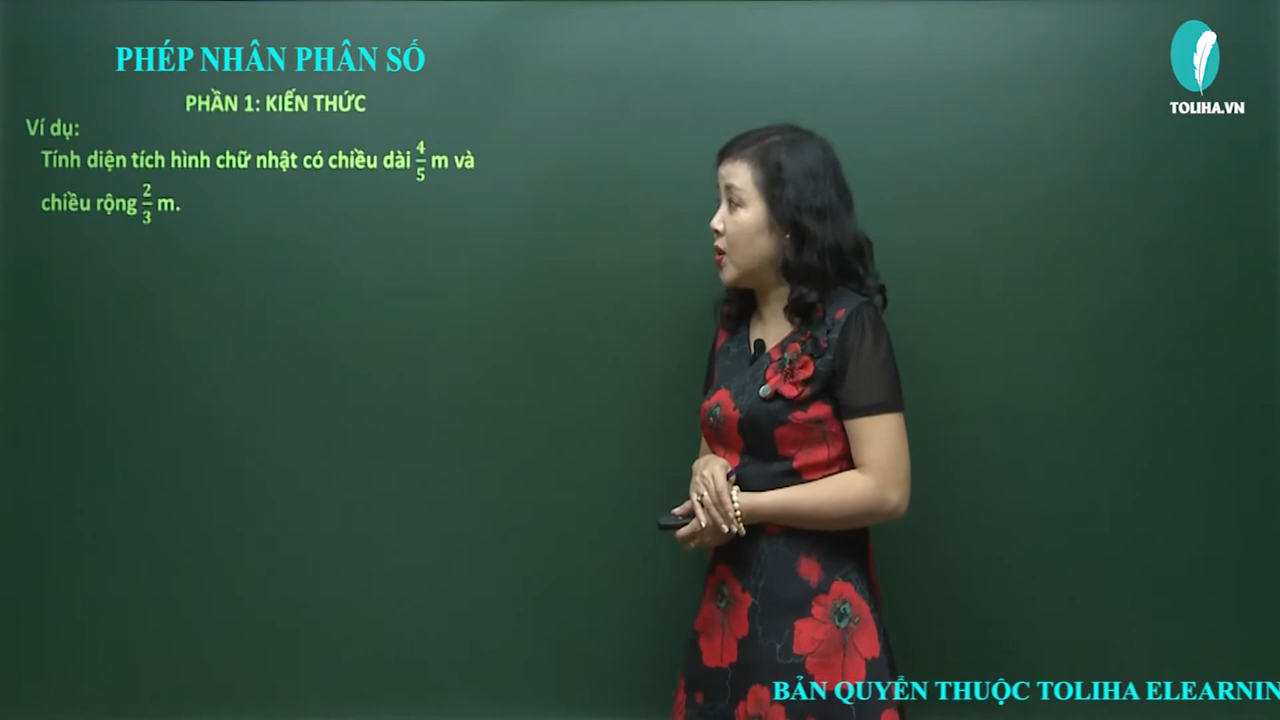 PHÉP NHÂN PHÂN SỐ
TOLIHA.VN
PHẦN 1: KIẾN THỨC
Ví dụ:
Tính diện tích hình chữ nhật có chiều dài 4/5 m và
chiều rộng 2/3 m.
BẢN QUYỀN THUỘC TOLIHA ELEARNIN